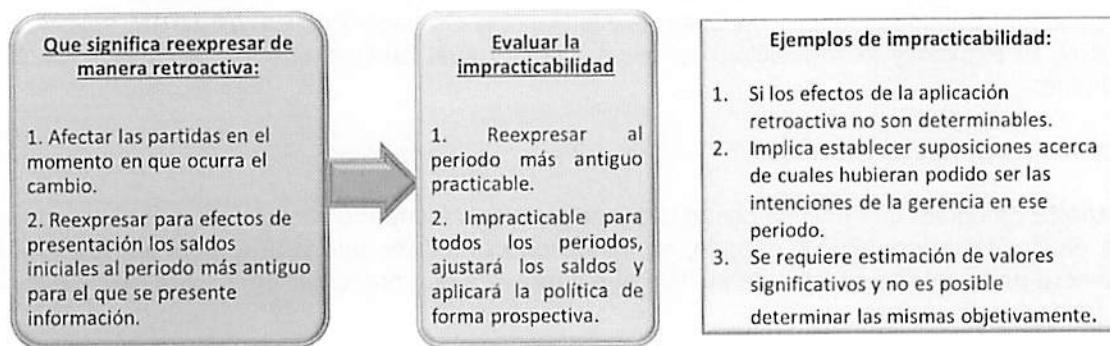 Que significa reexpresar de
manera retroactiva:
1. Afectar las partidas en el
momento en que ocurra el
cambio.
2. Reexpresar para efectos de
presentación los saldos
iniciales al periodo más antiguo
para el que se presente
información.
Evaluar la
impracticabilidad
1. Reexpresar al
periodo más antiguo
practicable.
2. Impracticable para
todos los periodos,
ajustará los saldos y
aplicará la política de
forma prospectiva.
Ejemplos de impracticabilidad:
1. Si los efectos de la aplicación
retroactiva no son determinables.
2. Implica establecer suposiciones acerca
de cuales hubieran podido ser las
intenciones de la gerencia en ese
periodo.
3. Se requiere estimación de valores
significativos y no es posible
determinar las mismas objetivamente.